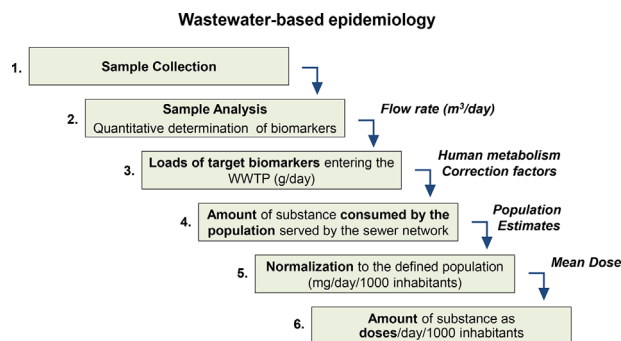 Wastewater-based epidemiology
1. Sample Collection
2. Sample Analysis
Quantitative determination of biomarkers
Flow rate (m³/day)
3. Loads of target biomarkers entering the
WWTP (g/day)
Human metabolism
Correction factors
4. Amount of substance consumed by the
population served by the sewer network
Population
Estimates
5. Normalization to the defined population
(mg/day/1000 inhabitants)
Mean Dose
6. Amount of substance as
doses/day/1000 inhabitants